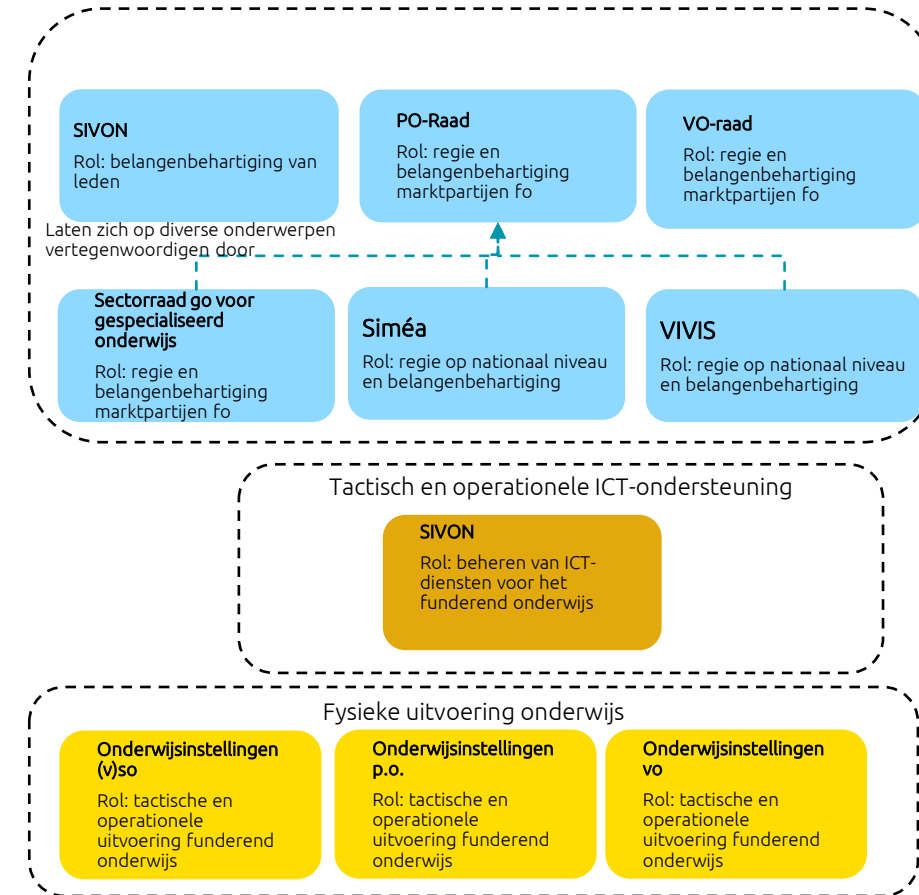 SIVON
Rol: belangenbehartiging van
leden
PO-Raad
Rol: regie en
belangenbehartiging
marktpartijen fo
VO-raad
Rol: regie en
belangenbehartiging
marktpartijen fo
Laten zich op diverse onderwerpen
vertegenwoordigen door
Sectorraad go voor
gespecialiseerd
onderwijs
Rol: regie en
belangenbehartiging
marktpartijen fo
Siméa
Rol: regie op nationaal niveau
en belangenbehartiging
VIVIS
Rol: regie op nationaal niveau
en belangenbehartiging
Tactisch en operationele ICT-ondersteuning
SIVON
Rol: beheren van ICT-
diensten voor het
funderend onderwijs
Fysieke uitvoering onderwijs
Onderwijsinstellingen
(v)so
Rol: tactische en
operationele
uitvoering funderend
onderwijs
Onderwijsinstellingen
p.o.
Rol: tactische en
operationele
uitvoering funderend
onderwijs
Onderwijsinstellingen
vo
Rol: tactische en
operationele
uitvoering funderend
onderwijs